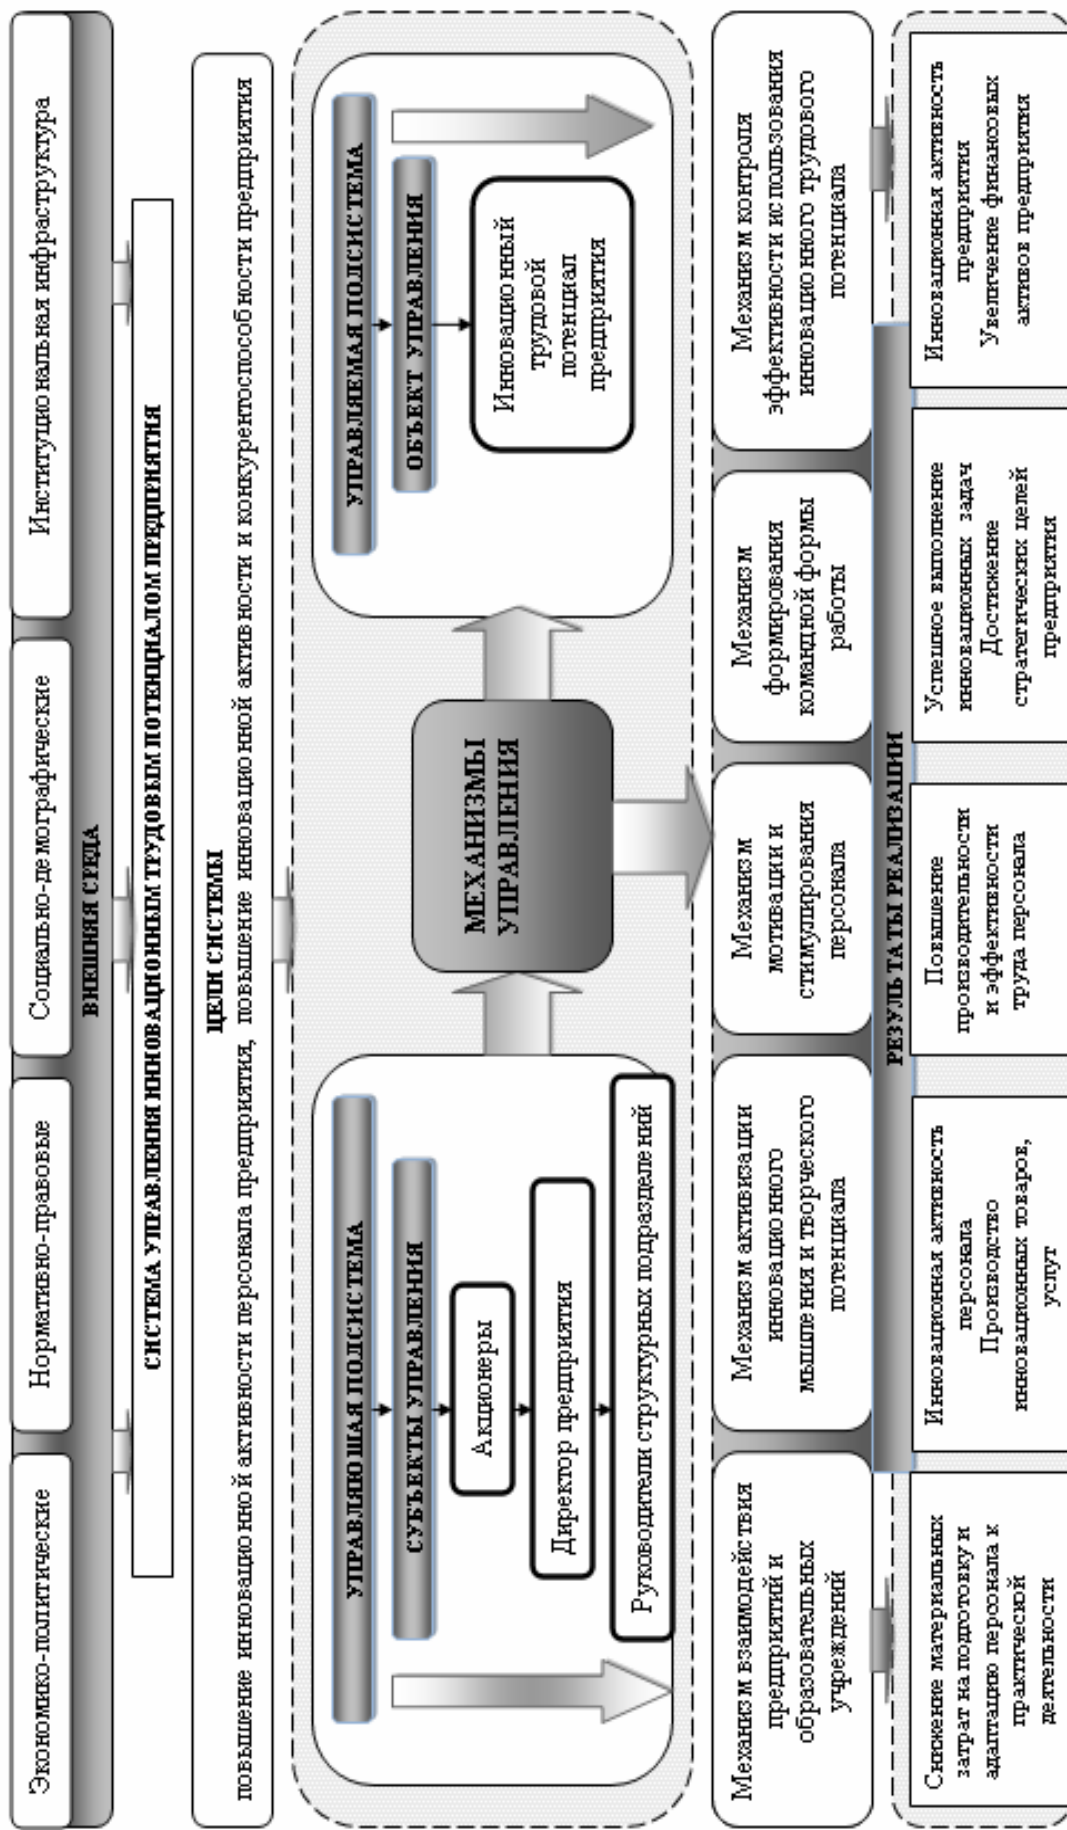 Экономико-политические
Нормативно-правовые
Социально-демографические
Институциональная инфраструктура
ВНЕШНЯЯ СРЕДА
СИСТЕМА УПРАВЛЕНИЯ ИННОВАЦИОННЫМ ТРУДОВЫМ ПОТЕНЦИАЛОМ ПРЕДПРИЯТИЯ
ЦЕЛИ СИСТЕМЫ
повышение инновационной активности персонала предприятия, повышение инновационной активности и конкурентоспособности предприятия
УПРАВЛЯЮЩАЯ ПОДСИСТЕМА
СУБЪЕКТЫ УПРАВЛЕНИЯ
Акционеры
Директор предприятия
Руководители структурных подразделений
МЕХАНИЗМЫ
УПРАВЛЕНИЯ
УПРАВЛЯЕМАЯ ПОДСИСТЕМА
ОБЪЕКТ УПРАВЛЕНИЯ
Инновационный
трудовой
потенциал
предприятия
Механизм взаимодействия
предприятий и
образовательных
учреждений
Механизм активизации
инновационного
мышления и творческого
потенциала
Механизм
мотивации и
стимулирования
персонала
Механизм
формирования
командной формы
работы
Механизм контроля
эффективности использования
инновационного трудового
потенциала
РЕЗУЛЬТАТЫ РЕАЛИЗАЦИИ
Снижение материальных
затрат на подготовку и
адаптацию персонала к
практической
деятельности
Инновационная активность
персонала
Производство
инновационных товаров,
услуг
Повышение
производительности
и эффективности
труда персонала
Успешное выполнение
инновационных задач
Достижение
стратегических целей
предприятия
Инновационная активность
предприятия
Увеличение финансовых
активов предприятия